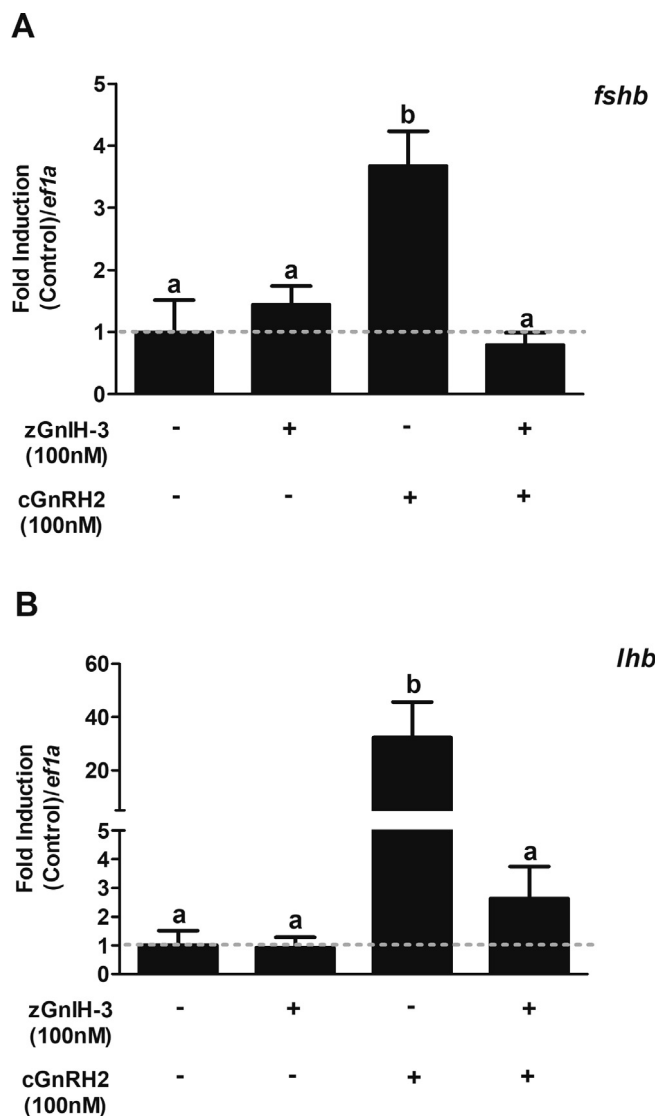 A
fshb
Fold Induction
(Control)/ef1a
5
4
3
2
1
0
a
a
b
a
zGnIH-3
(100nM)
- + - +
cGnRH2
(100nM)
- - + +
B
lhb
Fold Induction
(Control)/ef1a
60
40
20
5
4
3
2
1
0
a
a
b
a
zGnIH-3
(100nM)
- + - +
cGnRH2
(100nM)
- - + +